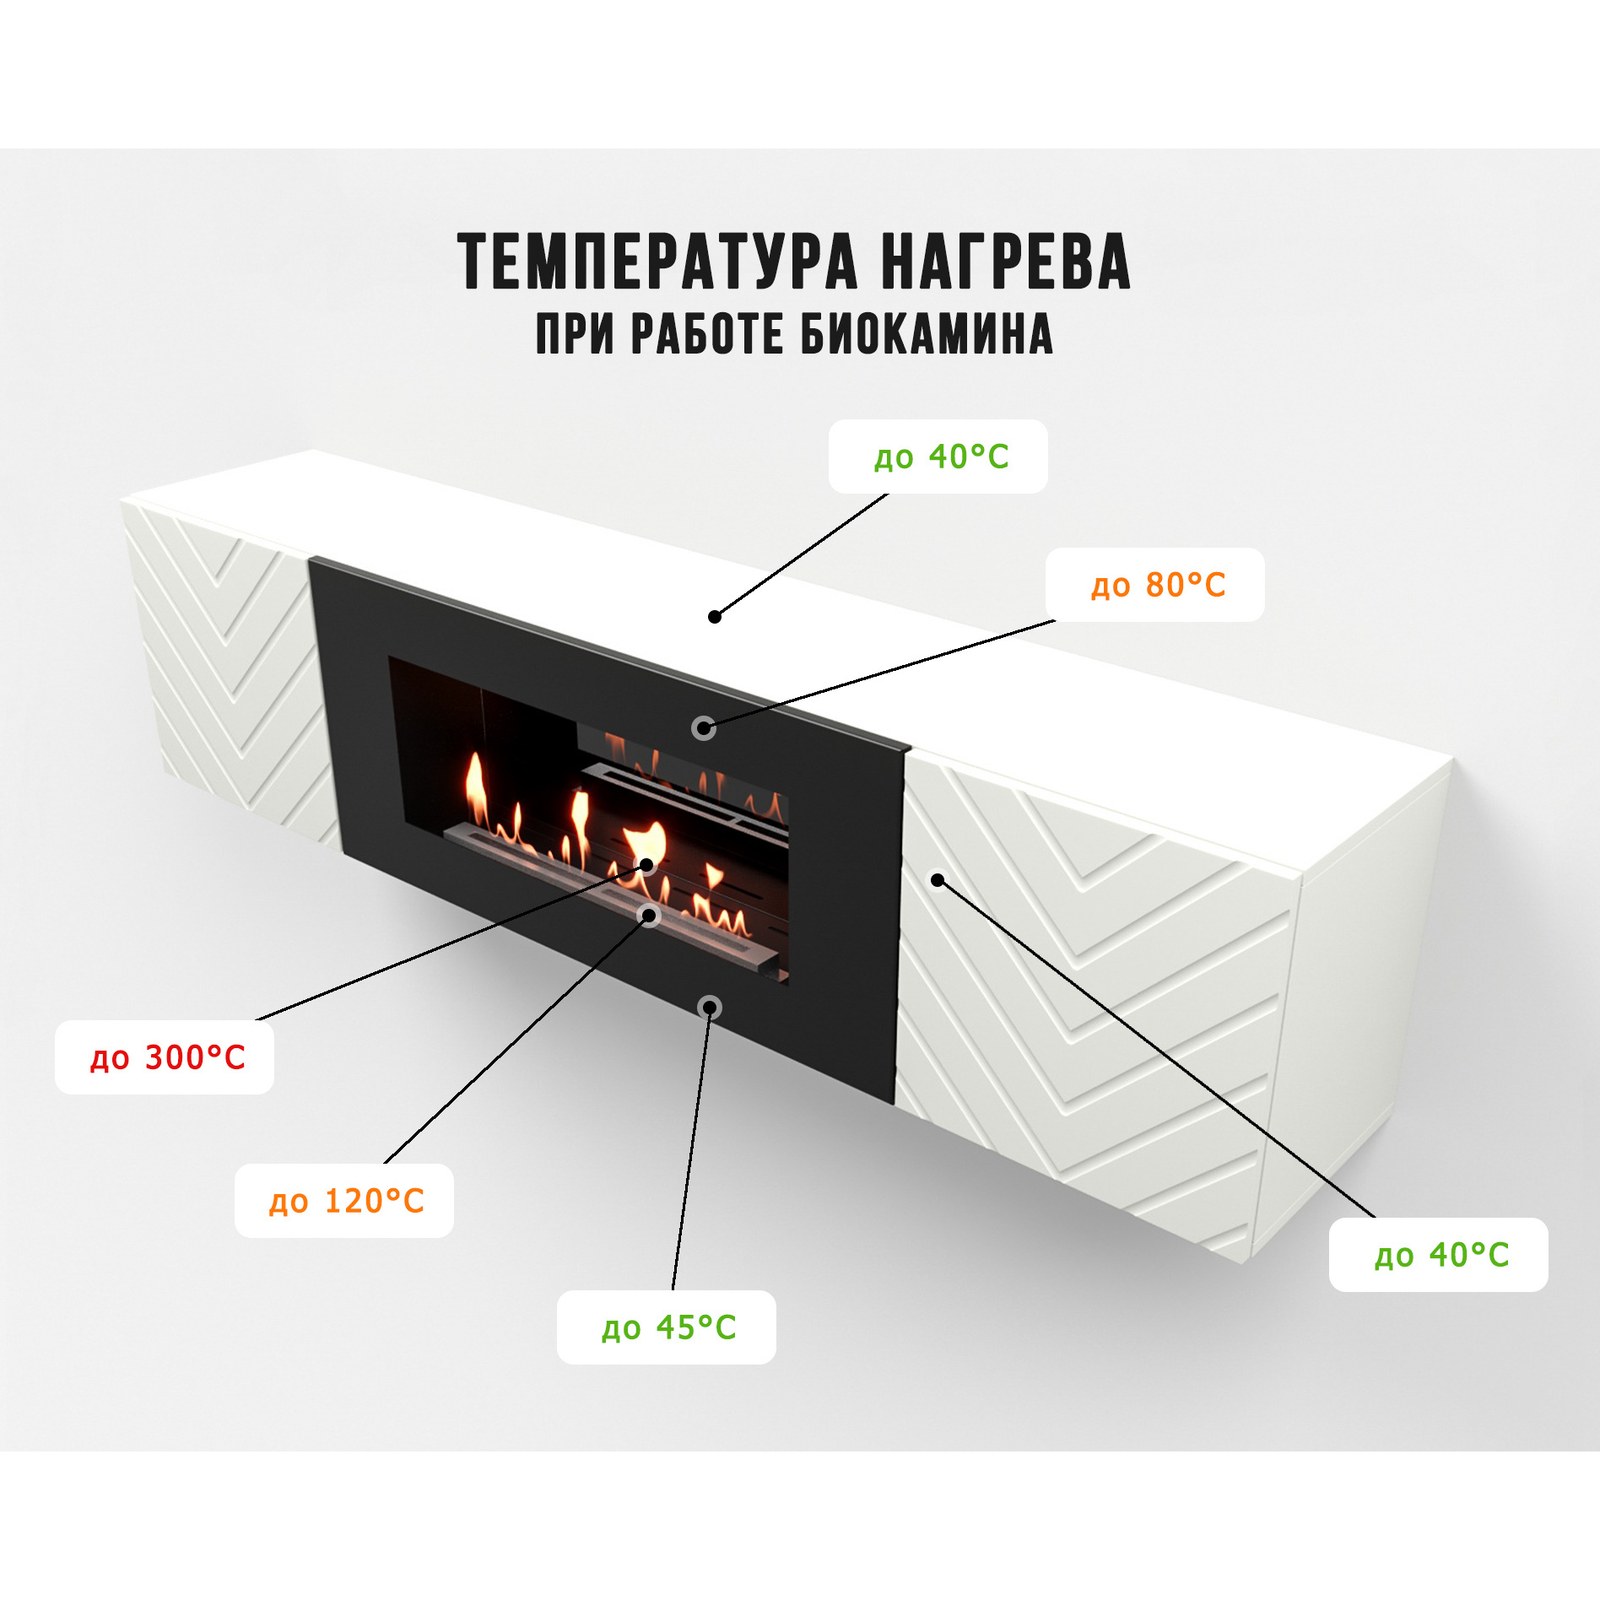 ТЕМПЕРАТУРА НАГРЕВА
ПРИ РАБОТЕ БИОКАМИНА
до 40°C
до 80°C
до 300°C
до 120°C
до 40°C
до 45°C